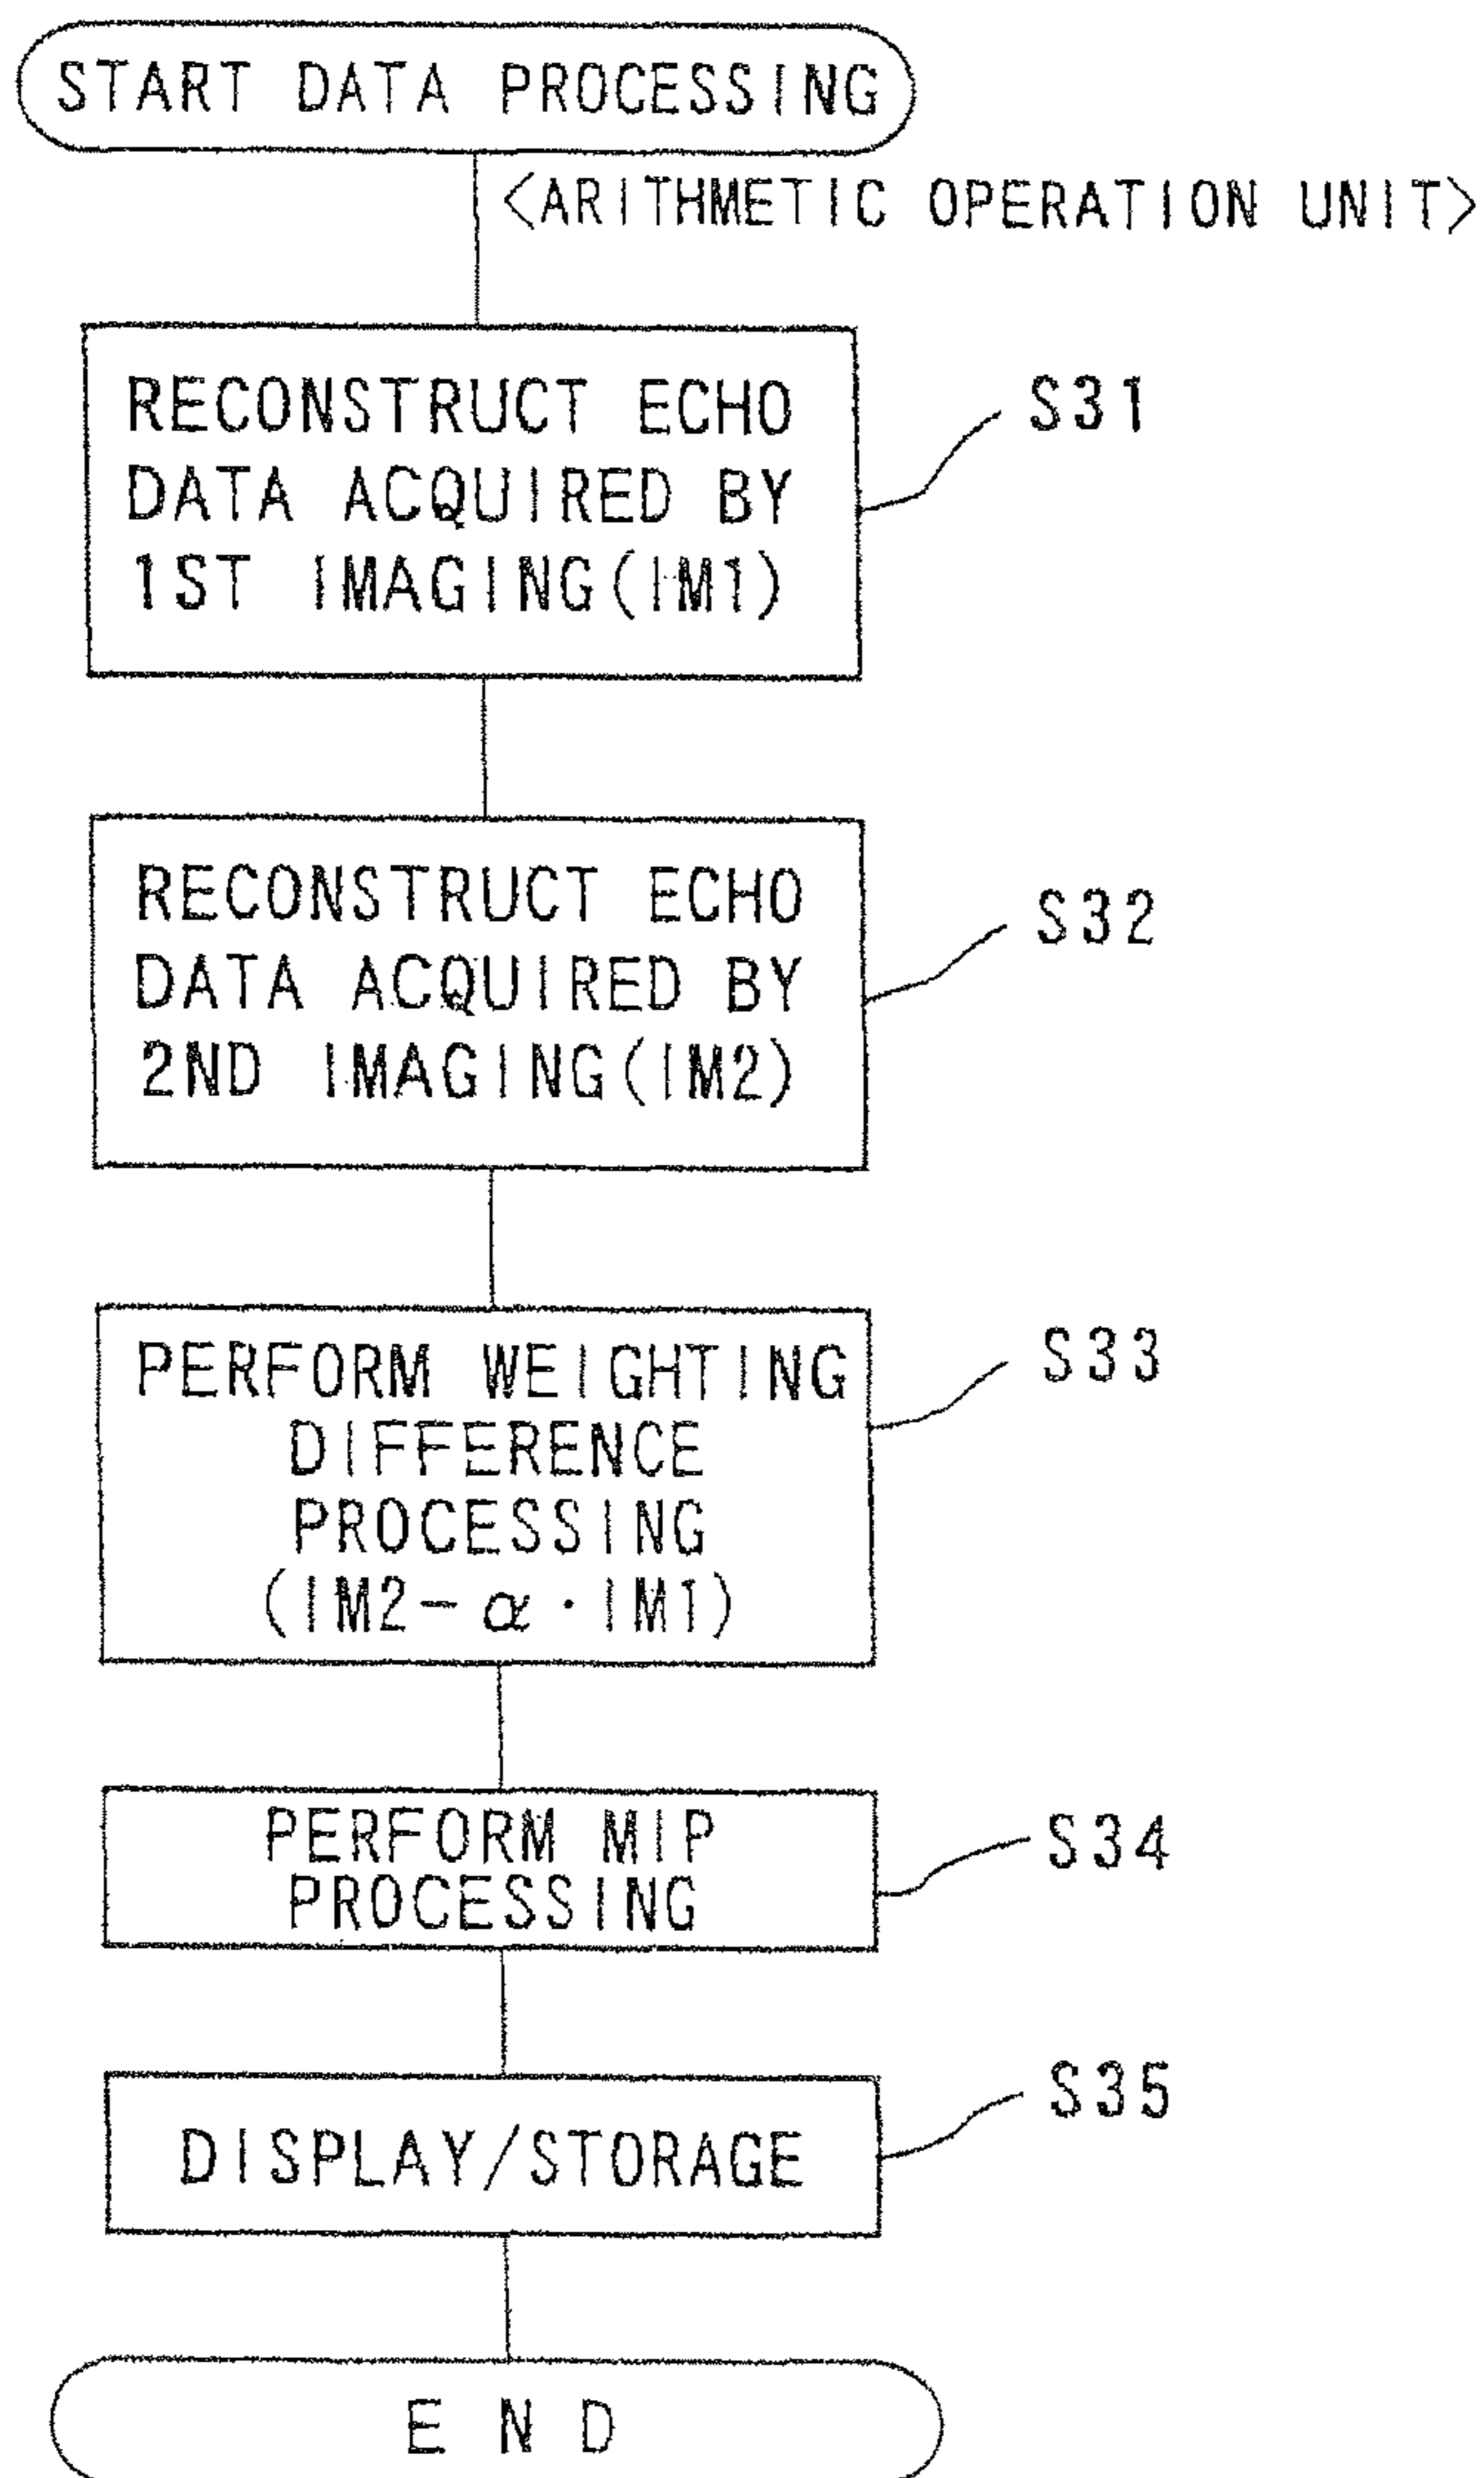 START DATA PROCESSING
<ARITHMETIC OPERATION UNIT>
RECONSTRUCT ECHO
DATA ACQUIRED BY
1ST IMAGING(IM1)
S31
RECONSTRUCT ECHO
DATA ACQUIRED BY
2ND IMAGING(IM2)
S32
PERFORM WEIGHTING
DIFFERENCE
PROCESSING
(IM2-α·IM1)
S33
PERFORM MIP
PROCESSING
S34
DISPLAY/STORAGE
S35
END